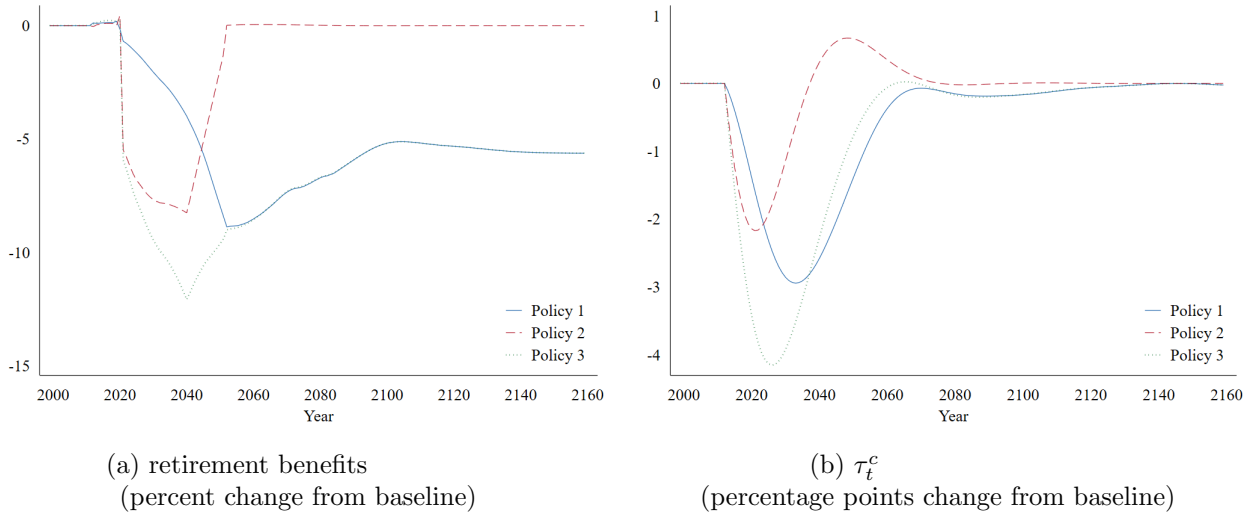 0
-5
-10
-15
Policy 1
Policy 2
Policy 3
2000 2020 2040 2060 2080 2100 2120 2140 2160
Year
(a) retirement benefits
(percent change from baseline)
1
0
-1
-2
-3
-4
Policy 1
Policy 2
Policy 3
2000 2020 2040 2060 2080 2100 2120 2140 2160
Year
(b) τ_t^c
(percentage points change from baseline)